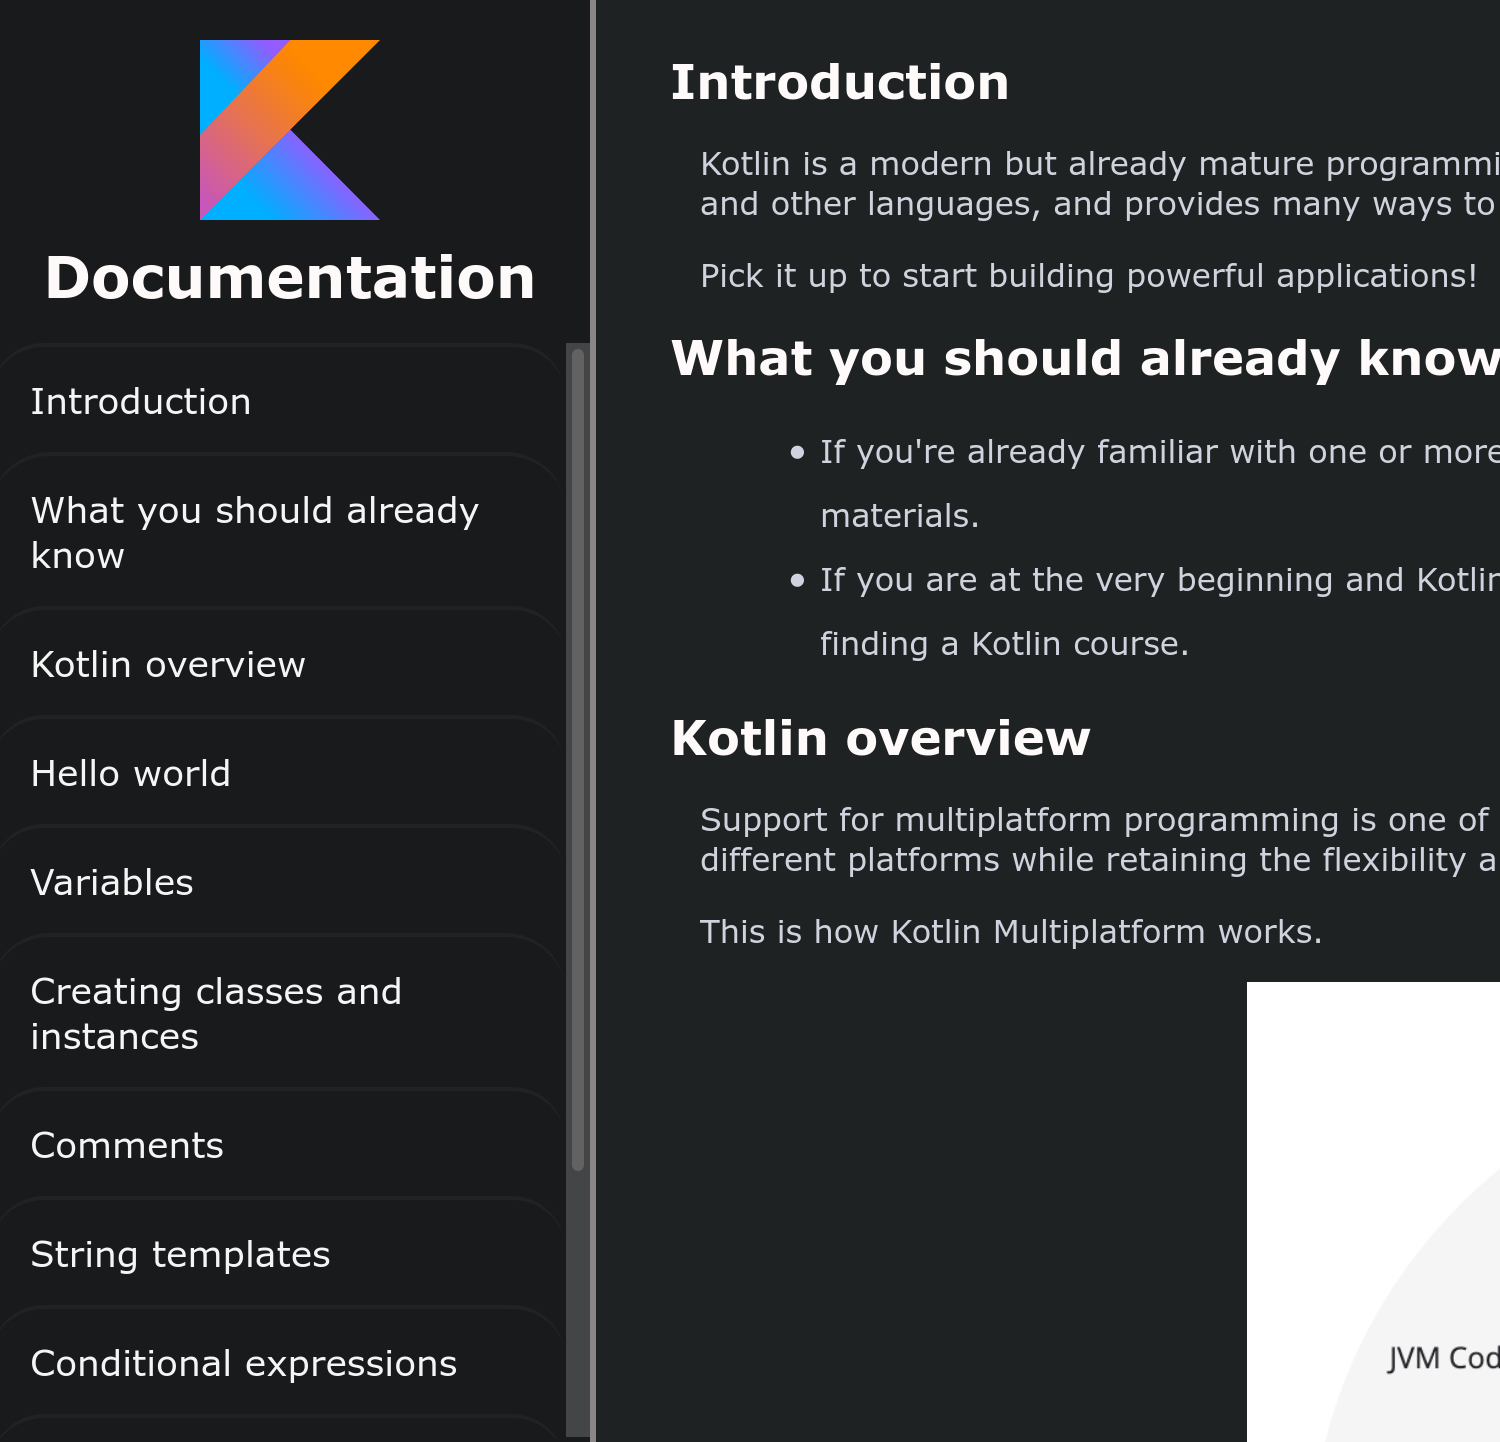 Documentation
Introduction
What you should already
know
Kotlin overview
Hello world
Variables
Creating classes and
instances
Comments
String templates
Conditional expressions
Introduction
Kotlin is a modern but already mature programmi
and other languages, and provides many ways to
Pick it up to start building powerful applications!
What you should already know
If you're already familiar with one or more
materials.
If you are at the very beginning and Kotlin
finding a Kotlin course.
Kotlin overview
Support for multiplatform programming is one of
different platforms while retaining the flexibility a
This is how Kotlin Multiplatform works.
JVM Cod